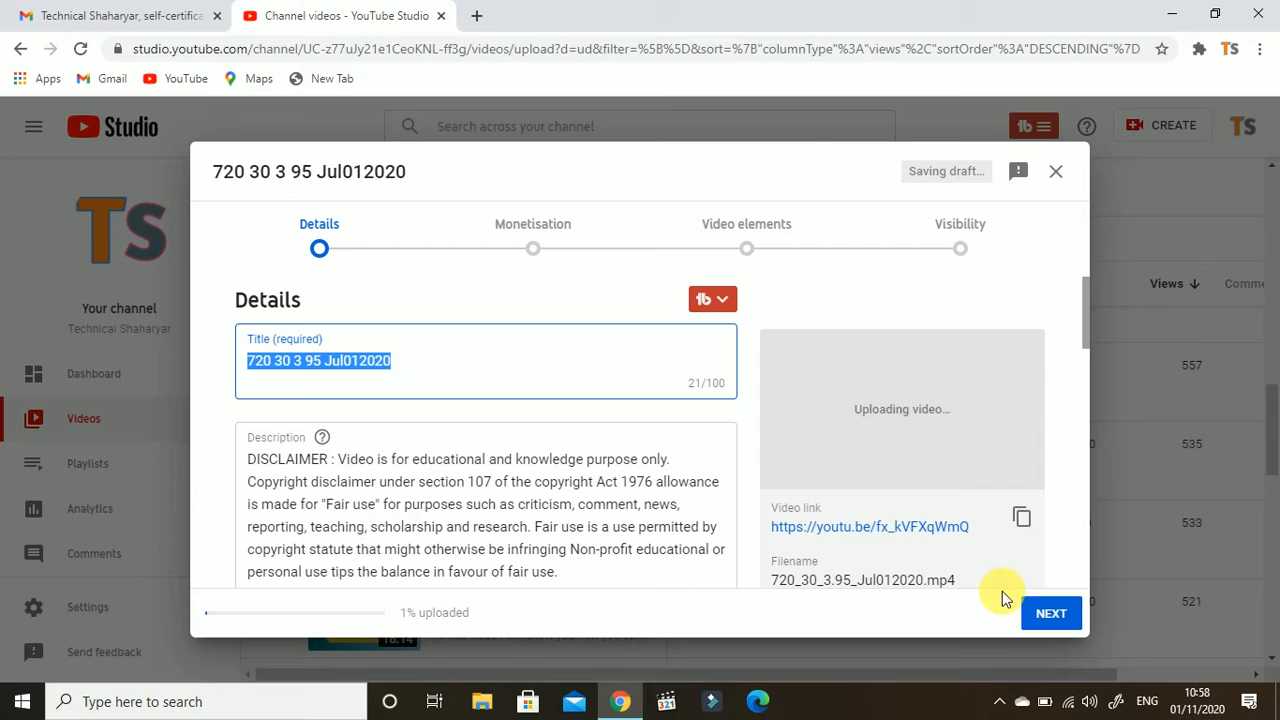 Technical Shaharyar, self-certifica
Channel videos - YouTube Studio
studio.youtube.com/channel/UC-z77uJy21e1CeoKNL-ff3g/videos/upload?d=ud&filter=%5B%5D&sort=%7B"columnType"%3A"views"%2C"sortOrder"%3A"DESCENDING"%7D
TS
Apps
Gmail
YouTube
Maps
New Tab
Studio
Search across your channel
CREATE
TS
720 30 3 95 Jul012020
Saving draft...
Details
Monetisation
Video elements
Visibility
TS
Your channel
Technical Shaharyar
Dashboard
Videos
Playlists
Analytics
Comments
Settings
Send feedback
Details
Title (required)
720 30 3 95 Jul012020
21/100
Description
DISCLAIMER : Video is for educational and knowledge purpose only.
Copyright disclaimer under section 107 of the copyright Act 1976 allowance
is made for "Fair use" for purposes such as criticism, comment, news,
reporting, teaching, scholarship and research. Fair use is a use permitted by
copyright statute that might otherwise be infringing Non-profit educational or
personal use tips the balance in favour of fair use.
Uploading video...
Video link
https://youtu.be/fx_kVFXqWmQ
Filename
720_30_3.95_Jul012020.mp4
1% uploaded
NEXT
Views
Comme
557
535
533
521
16:14
Type here to search
321
ENG
10:58
01/11/2020